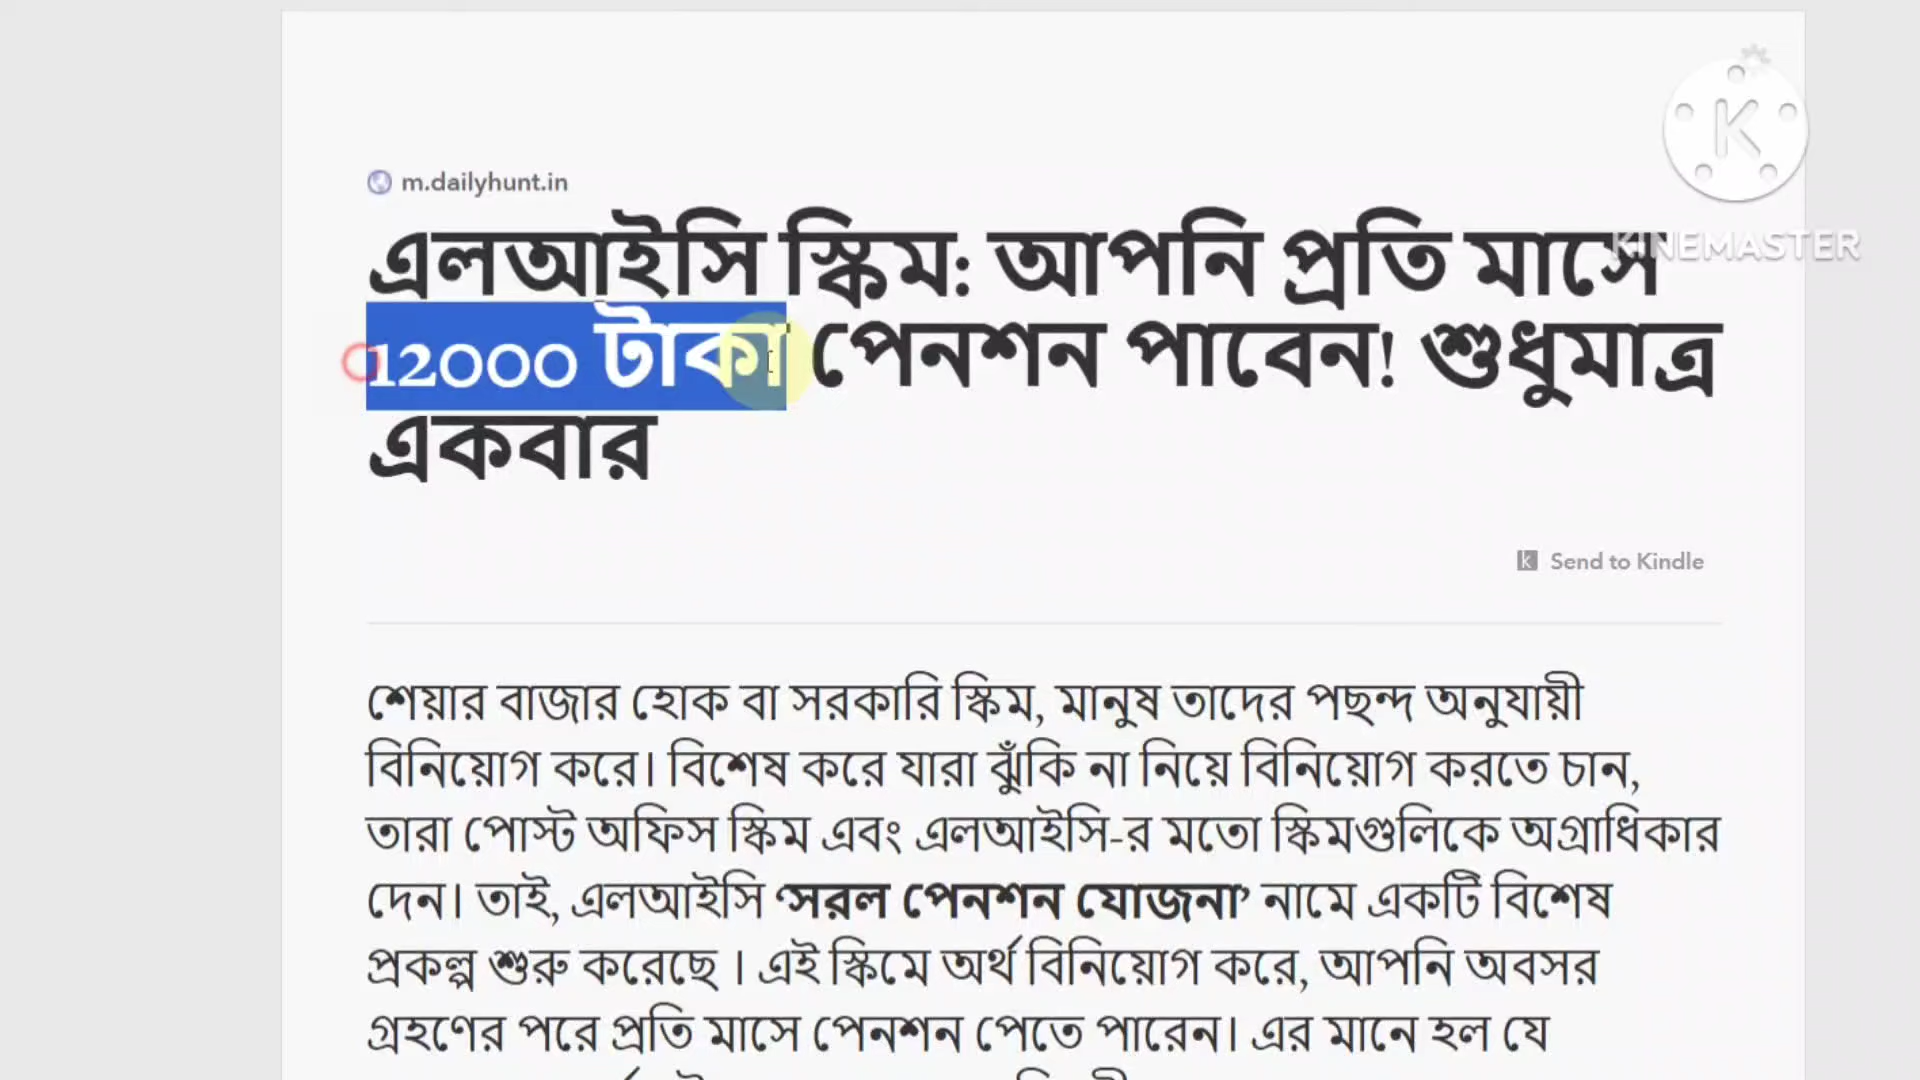 m.dailyhunt.in
এলআইসি স্কিম: আপনি প্রতি মাসে
12000 টাকা পেনশন পাবেন! শুধুমাত্র
একবার
K
KINEMASTER
k Send to Kindle
শেয়ার বাজার হোক বা সরকারি স্কিম, মানুষ তাদের পছন্দ অনুযায়ী
বিনিয়োগ করে। বিশেষ করে যারা ঝুঁকি না নিয়ে বিনিয়োগ করতে চান,
তারা পোস্ট অফিস স্কিম এবং এলআইসি-র মতো স্কিমগুলিকে অগ্রাধিকার
দেন। তাই, এলআইসি ‘সরল পেনশন যোজনা’ নামে একটি বিশেষ
প্রকল্প শুরু করেছে । এই স্কিমে অর্থ বিনিয়োগ করে, আপনি অবসর
গ্রহণের পরে প্রতি মাসে পেনশন পেতে পারেন। এর মানে হল যে